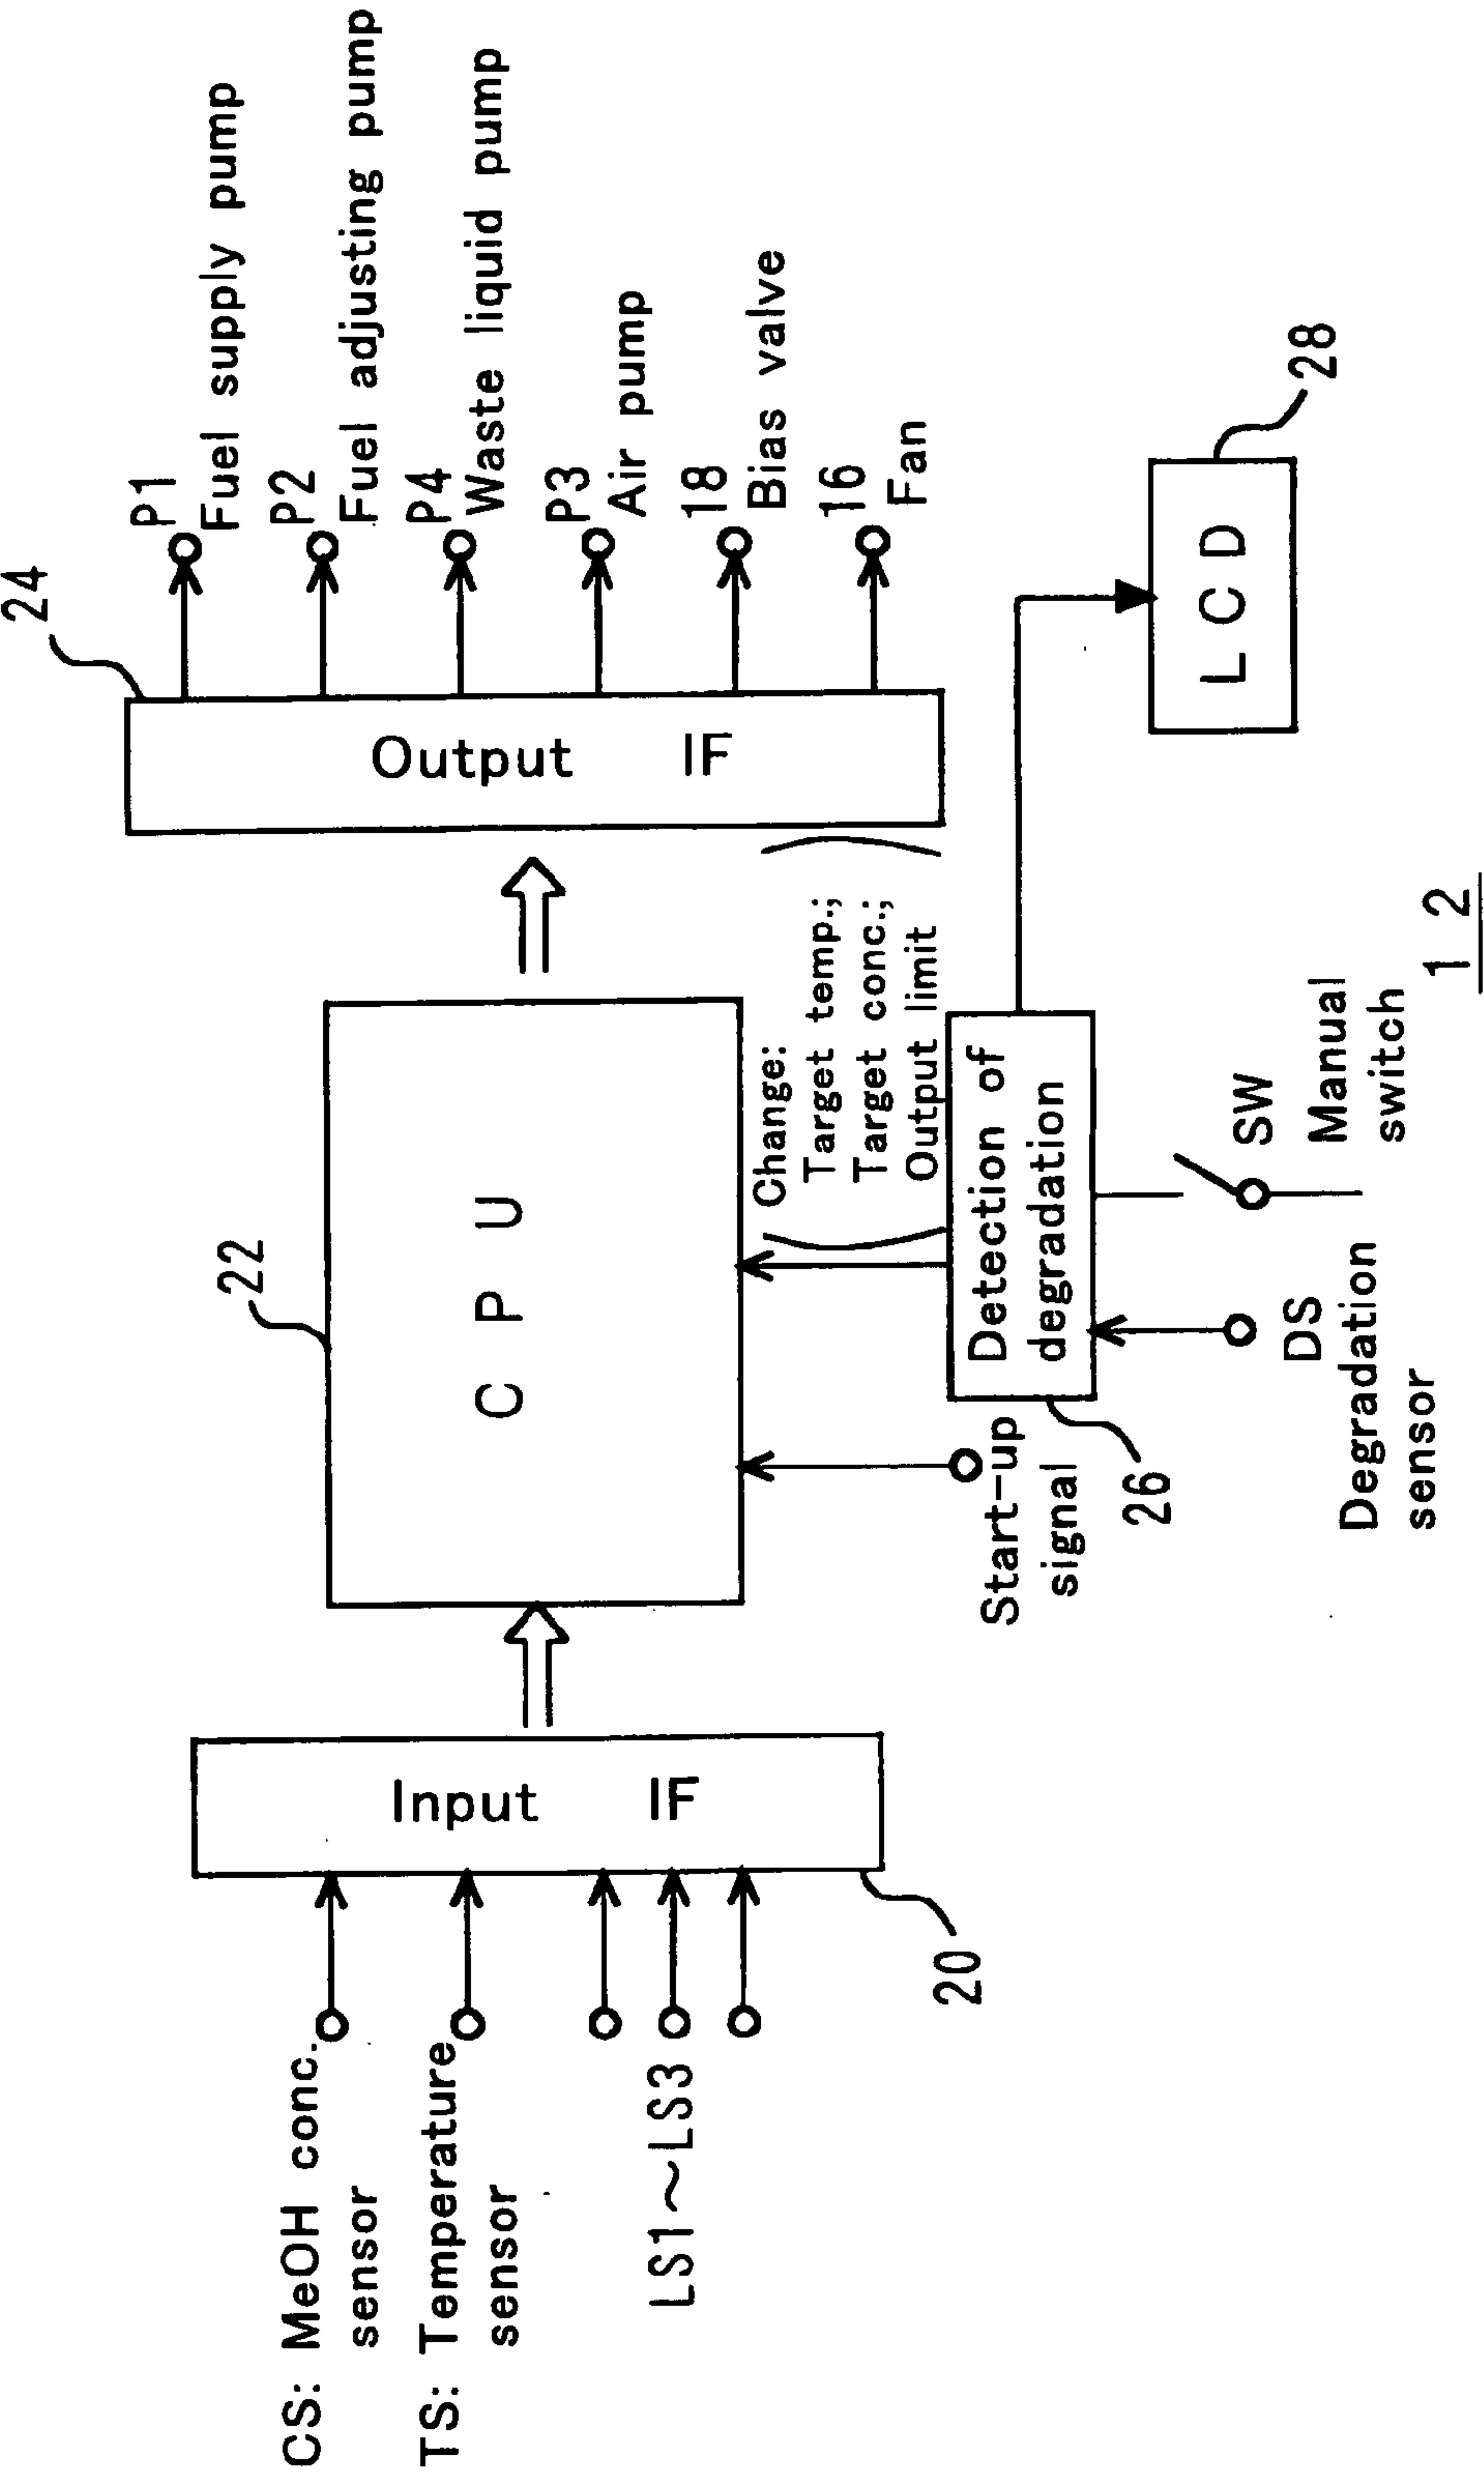 CS: MeOH conc.
sensor
TS: Temperature
sensor
LS1~LS3
20
Input IF
22
C P U
Start-up
signal
Change:
Target temp.;
Target conc.;
Output limit
Detection of
degradation
26
DS
Degradation
sensor
SW
Manual
switch
24
Output IF
P1
Fuel supply pump
P2
Fuel adjusting pump
P4
Waste liquid pump
P3
Air pump
18
Bias valve
16
Fan
L C D
28
1 2